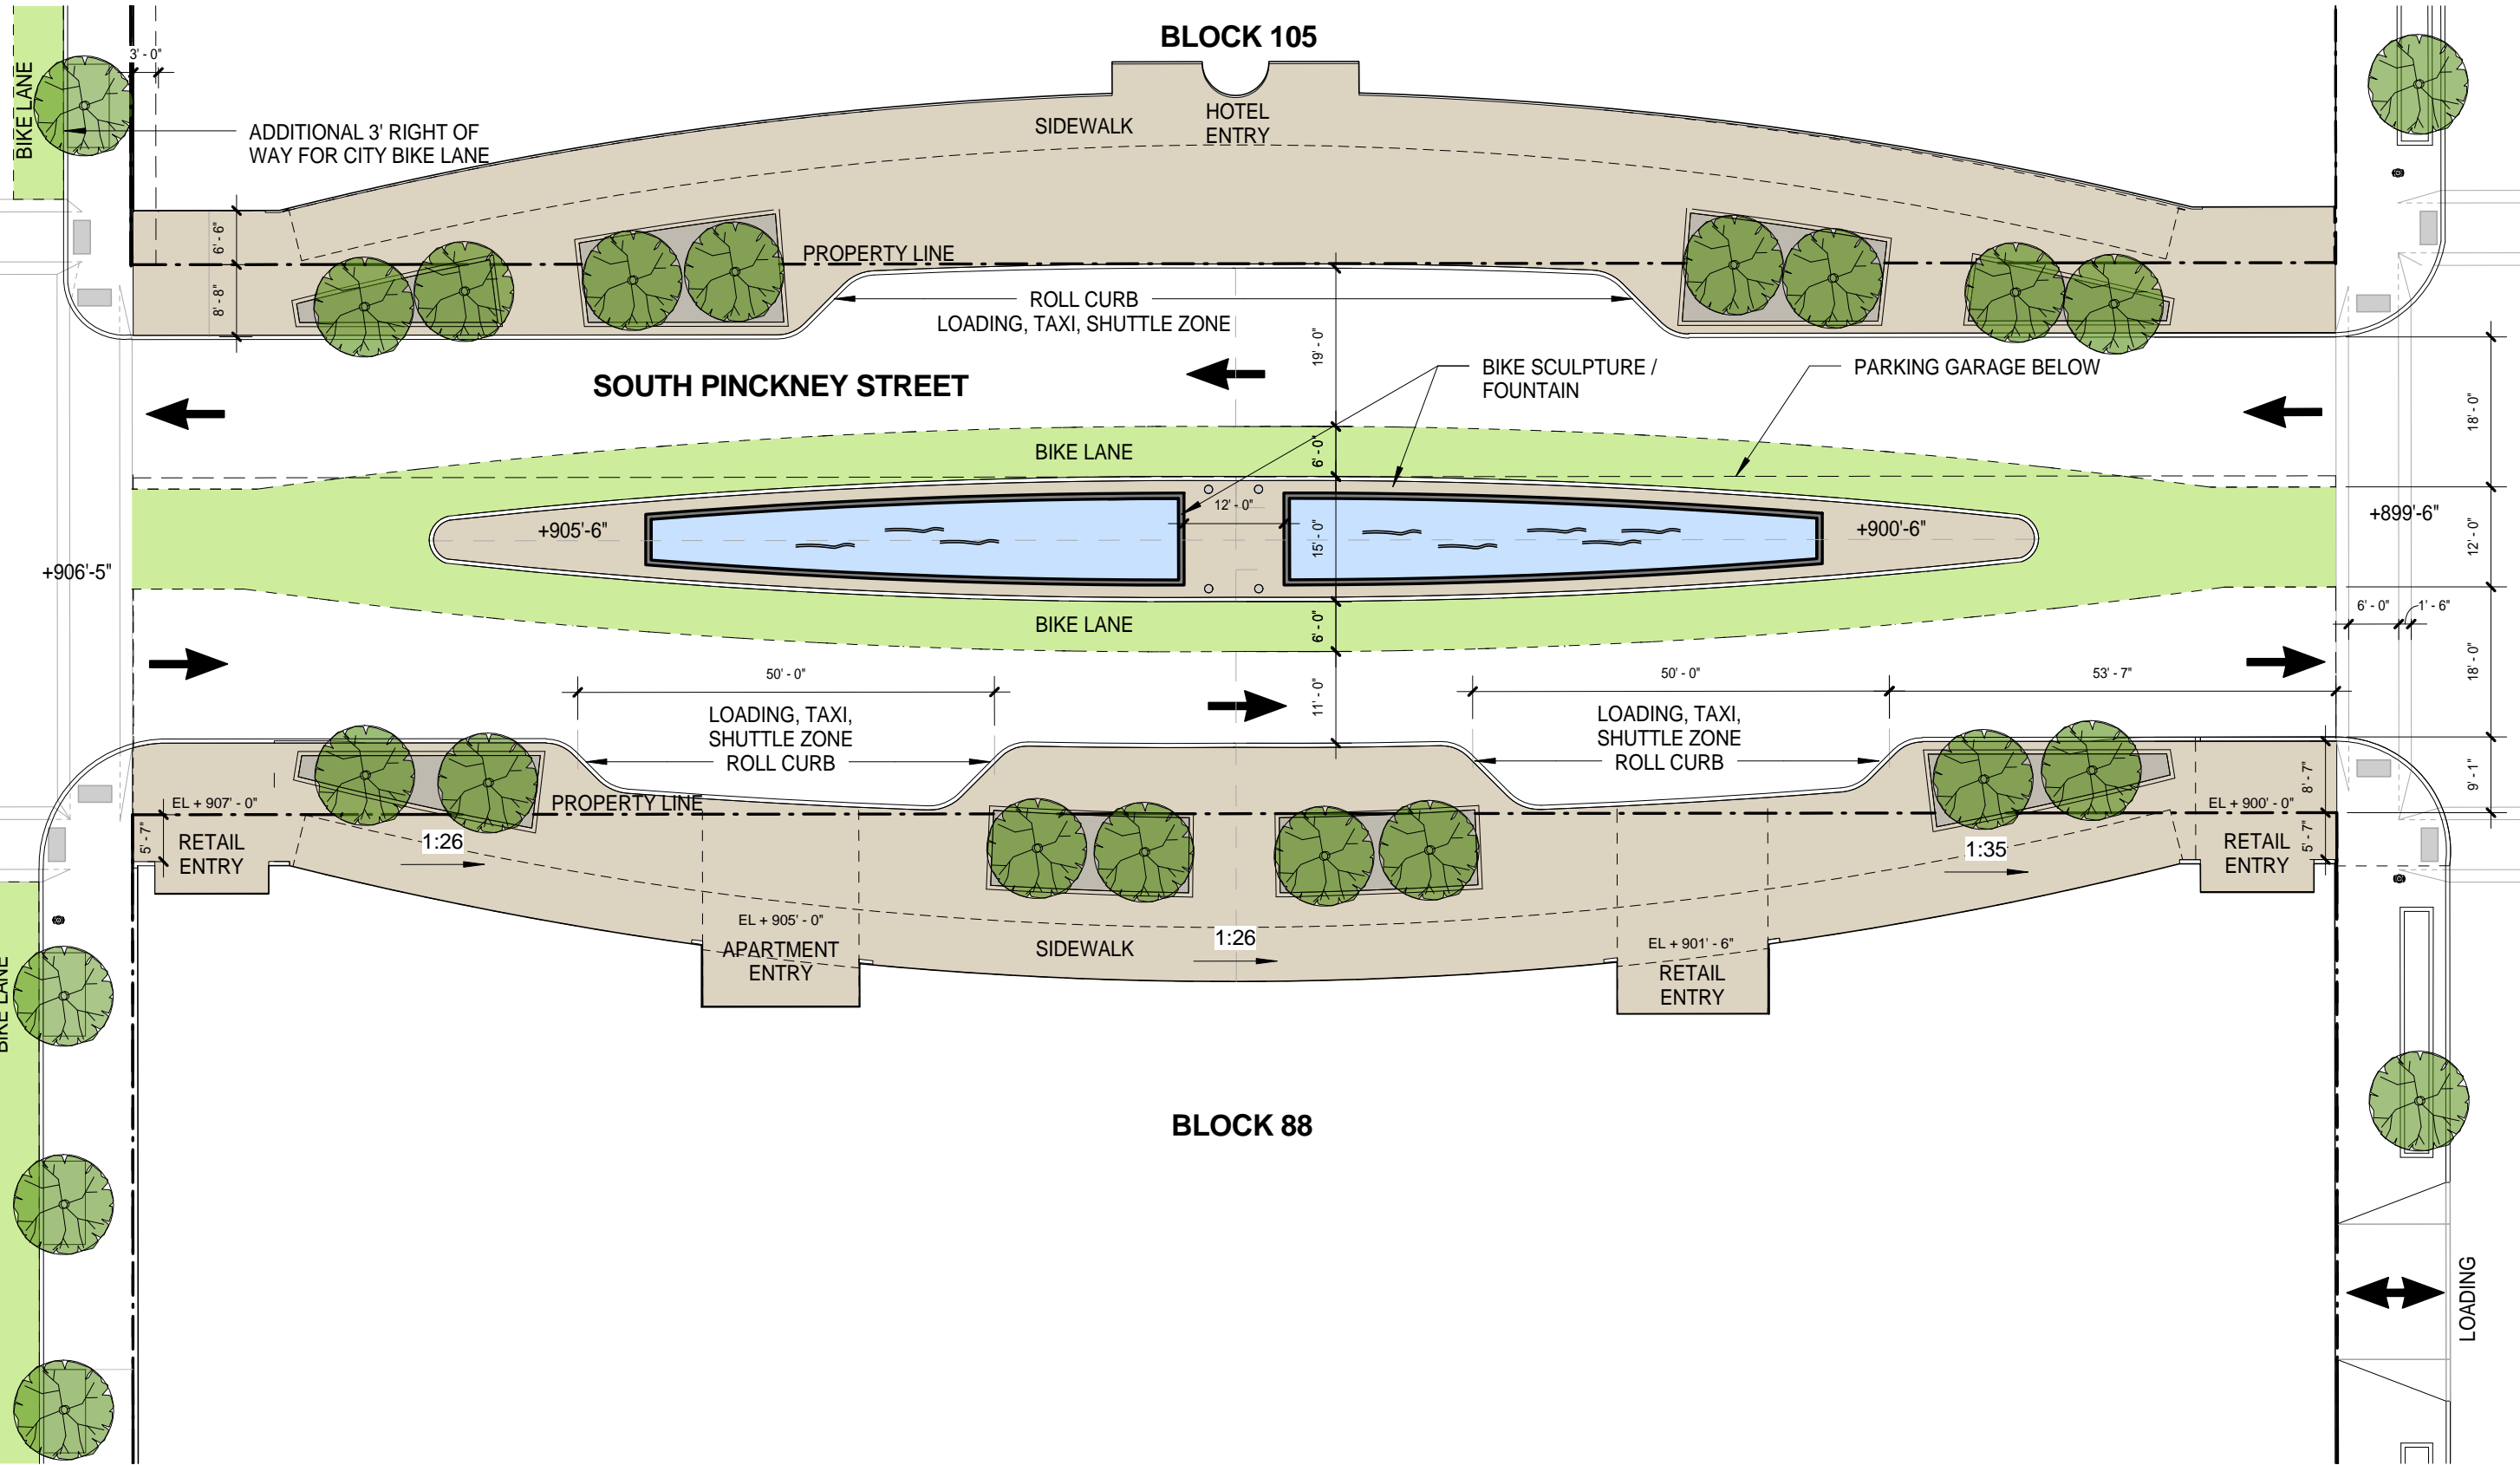 BLOCK 105
3' - 0"
BIKE LANE
ADDITIONAL 3' RIGHT OF
WAY FOR CITY BIKE LANE
SIDEWALK
HOTEL
ENTRY
6' - 6"
8' - 8"
PROPERTY LINE
ROLL CURB
LOADING, TAXI, SHUTTLE ZONE
19' - 0"
SOUTH PINCKNEY STREET
BIKE SCULPTURE /
FOUNTAIN
PARKING GARAGE BELOW
18' - 0"
BIKE LANE
6' - 0"
+905'-6"
12' - 0"
15' - 0"
+900'-6"
+899'-6"
12' - 0"
+906'-5"
BIKE LANE
6' - 0"
6' - 0"
1' - 6"
18' - 0"
50' - 0"
11' - 0"
50' - 0"
53' - 7"
LOADING, TAXI,
SHUTTLE ZONE
ROLL CURB
LOADING, TAXI,
SHUTTLE ZONE
ROLL CURB
8' - 7"
9' - 1"
EL + 907' - 0"
PROPERTY LINE
EL + 900' - 0"
5' - 7"
RETAIL
ENTRY
1:26
1:35
RETAIL
ENTRY
5' - 7"
EL + 905' - 0"
APARTMENT
ENTRY
SIDEWALK
1:26
EL + 901' - 6"
RETAIL
ENTRY
BIKE LANE
BLOCK 88
LOADING